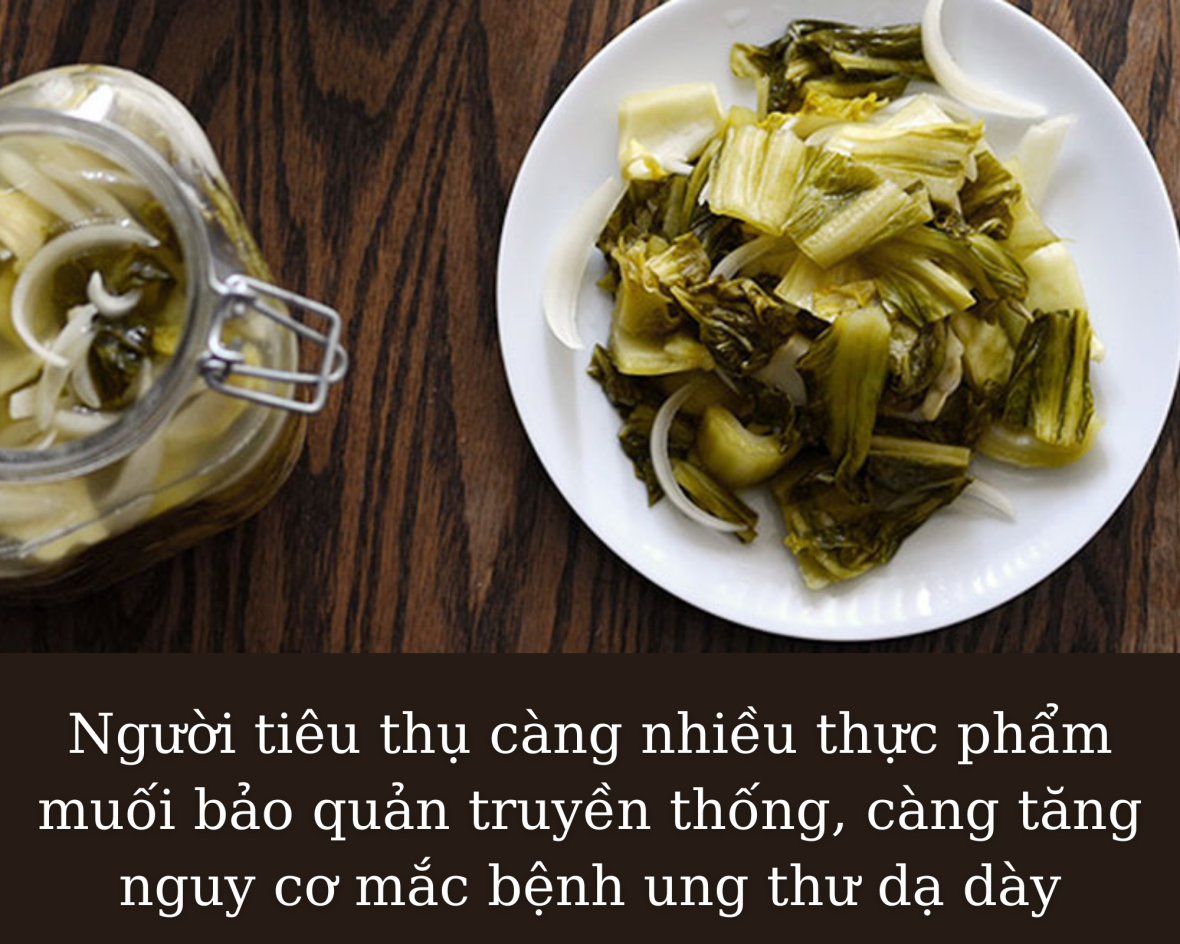 Người tiêu thụ càng nhiều thực phẩm
muối bảo quản truyền thống, càng tăng
nguy cơ mắc bệnh ung thư dạ dày